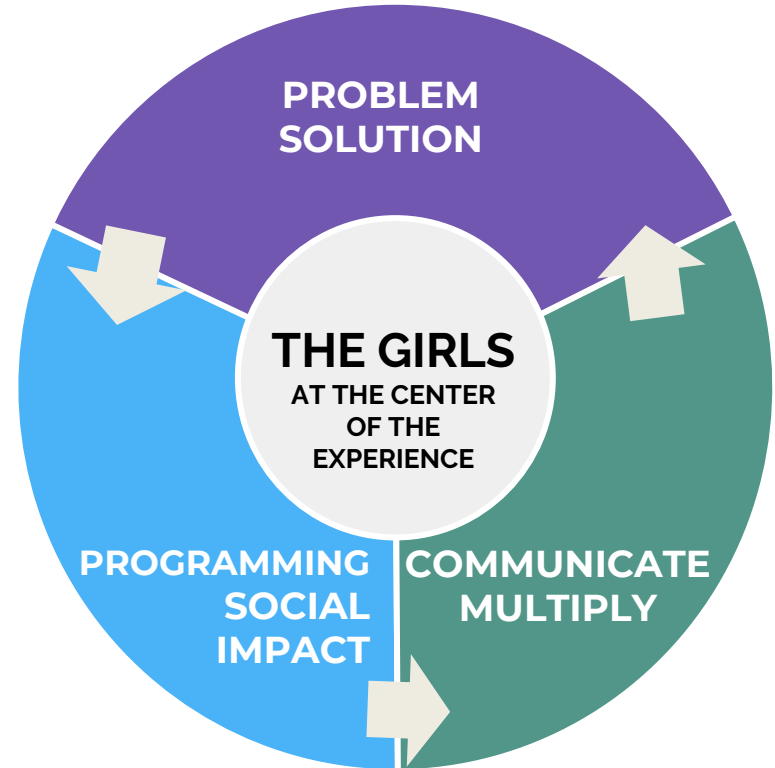 PROBLEM
SOLUTION
THE GIRLS
AT THE CENTER
OF THE
EXPERIENCE
PROGRAMMING
SOCIAL
IMPACT
COMMUNICATE
MULTIPLY